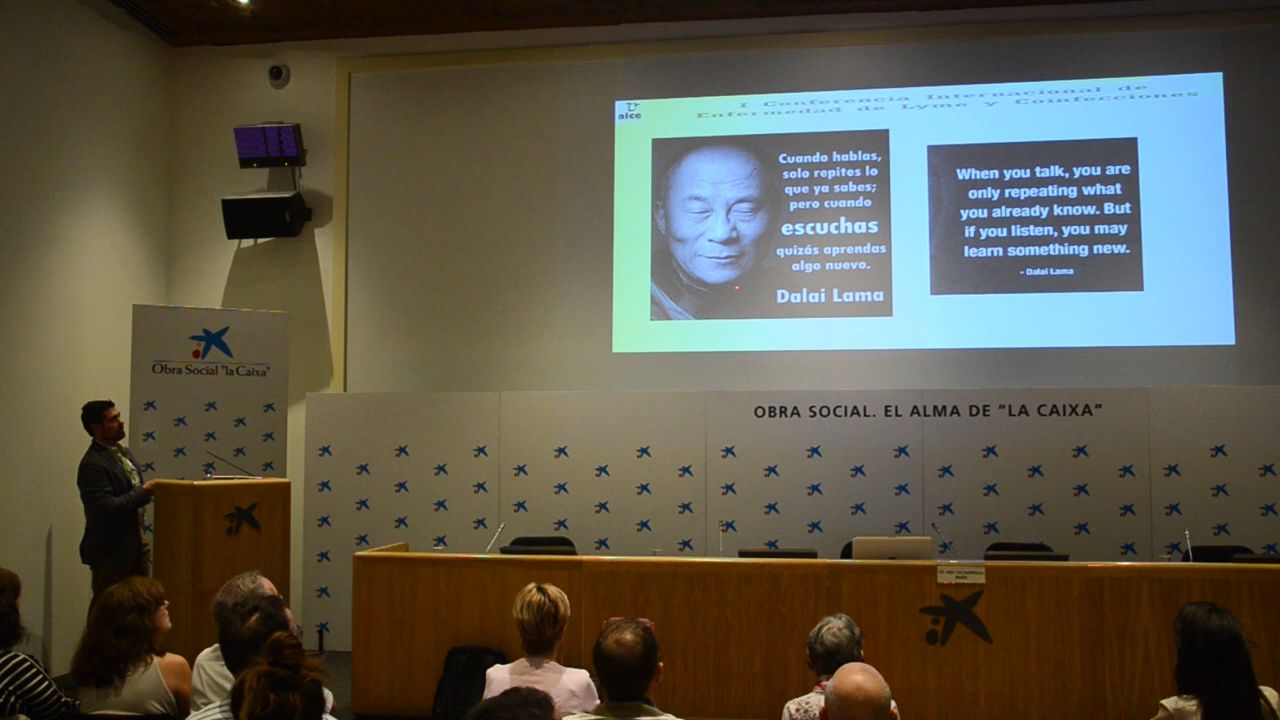 alce
I Conferencia Internacional de
Enfermedad de Lyme y Coinfecciones
Cuando hablas,
solo repites lo
que ya sabes;
pero cuando
escuchas
quizás aprendas
algo nuevo.
Dalai Lama
When you talk, you are
only repeating what
you already know. But
if you listen, you may
learn something new.
- Dalai Lama
Obra Social "la Caixa"
OBRA SOCIAL. EL ALMA DE "LA CAIXA"